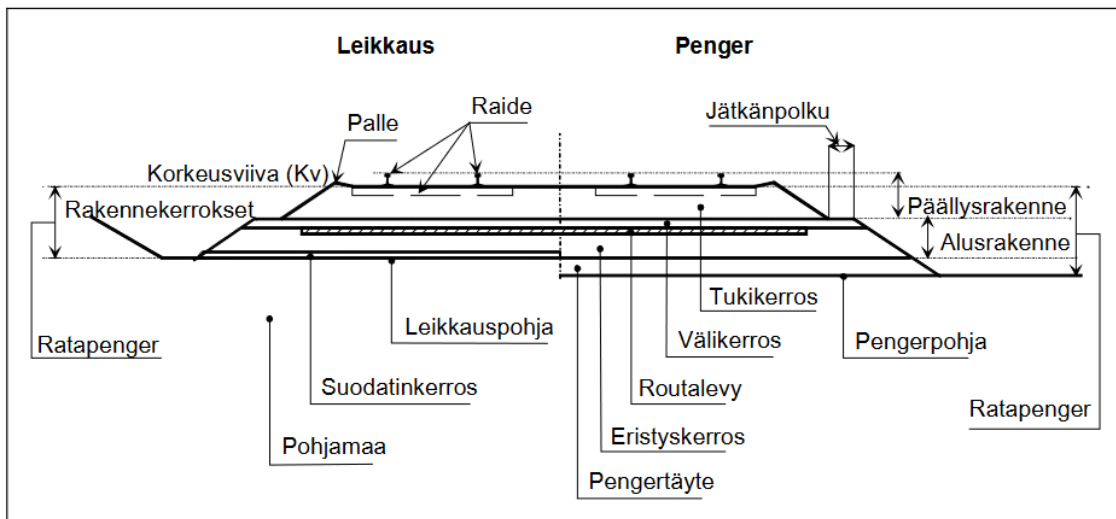 Leikkaus
Penger
Raide
Jätkänpolku
Palle
Korkeusviiva (Kv)
Rakennekerrokset
Päällysrakenne
Alusrakenne
Tukikerros
Leikkauspohja
Välikerros
Pengerpohja
Ratapenger
Suodatinkerros
Routalevy
Ratapenger
Eristyskerros
Pohjamaa
Pengertäyte